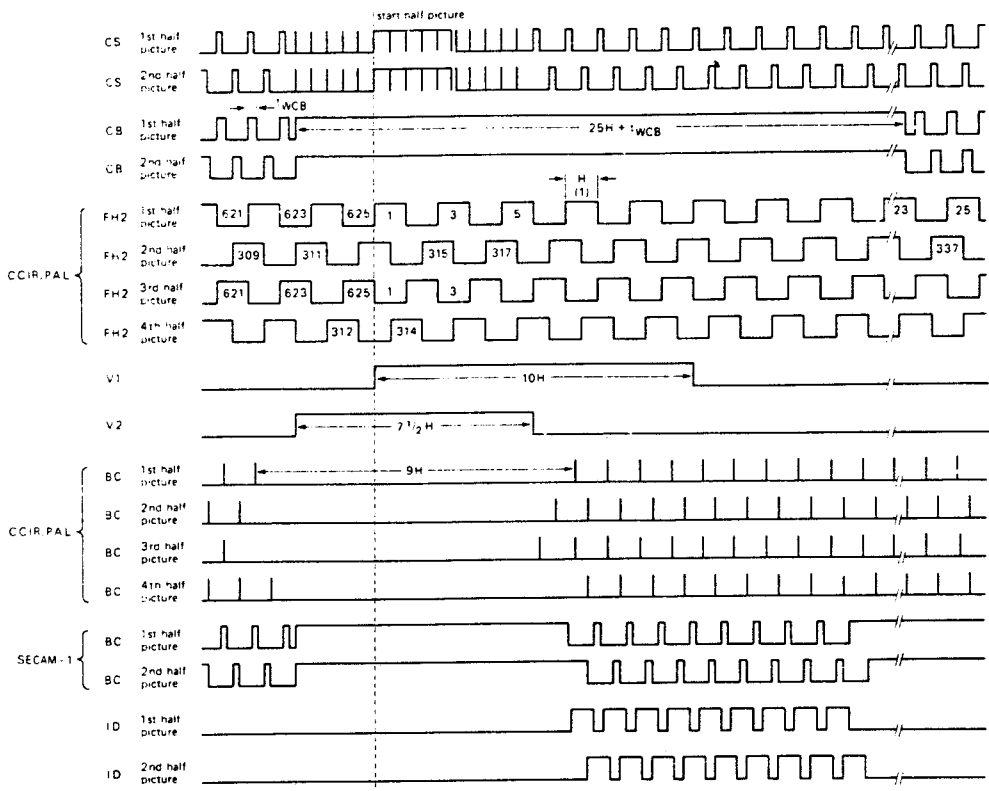 start half picture
CS 1st half picture
CS 2nd half picture
tWCB
CB 1st half picture
25H + tWCB
CB 2nd half picture
H
(1)
CCIR.PAL
FH2 1st half picture 621 623 625 1 3 5 23 25
FH2 2nd half picture 309 311 315 317 337
FH2 3rd half picture 621 623 625 1 3
FH2 4th half picture 312 314
V1 10H
V2 7 1/2 H
CCIR.PAL
BC 1st half picture 9H
BC 2nd half picture
BC 3rd half picture
BC 4th half picture
SECAM-1
BC 1st half picture
BC 2nd half picture
ID 1st half picture
ID 2nd half picture